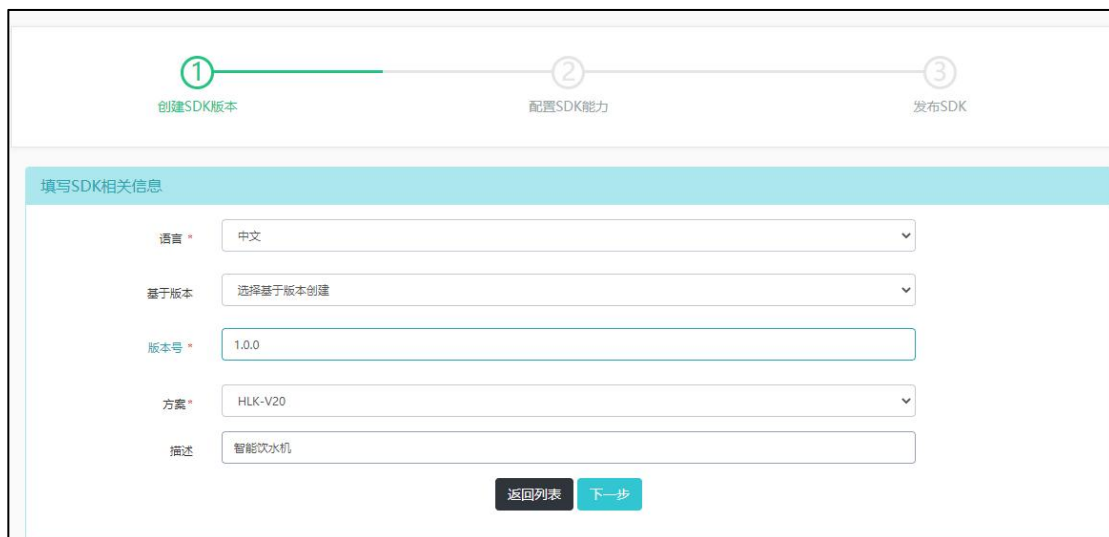 1 2 3
创建SDK版本 配置SDK能力 发布SDK
填写SDK相关信息
语言 * 中文
基于版本 选择基于版本创建
版本号 * 1.0.0
方案* HLK-V20
描述 智能饮水机
返回列表 下一步